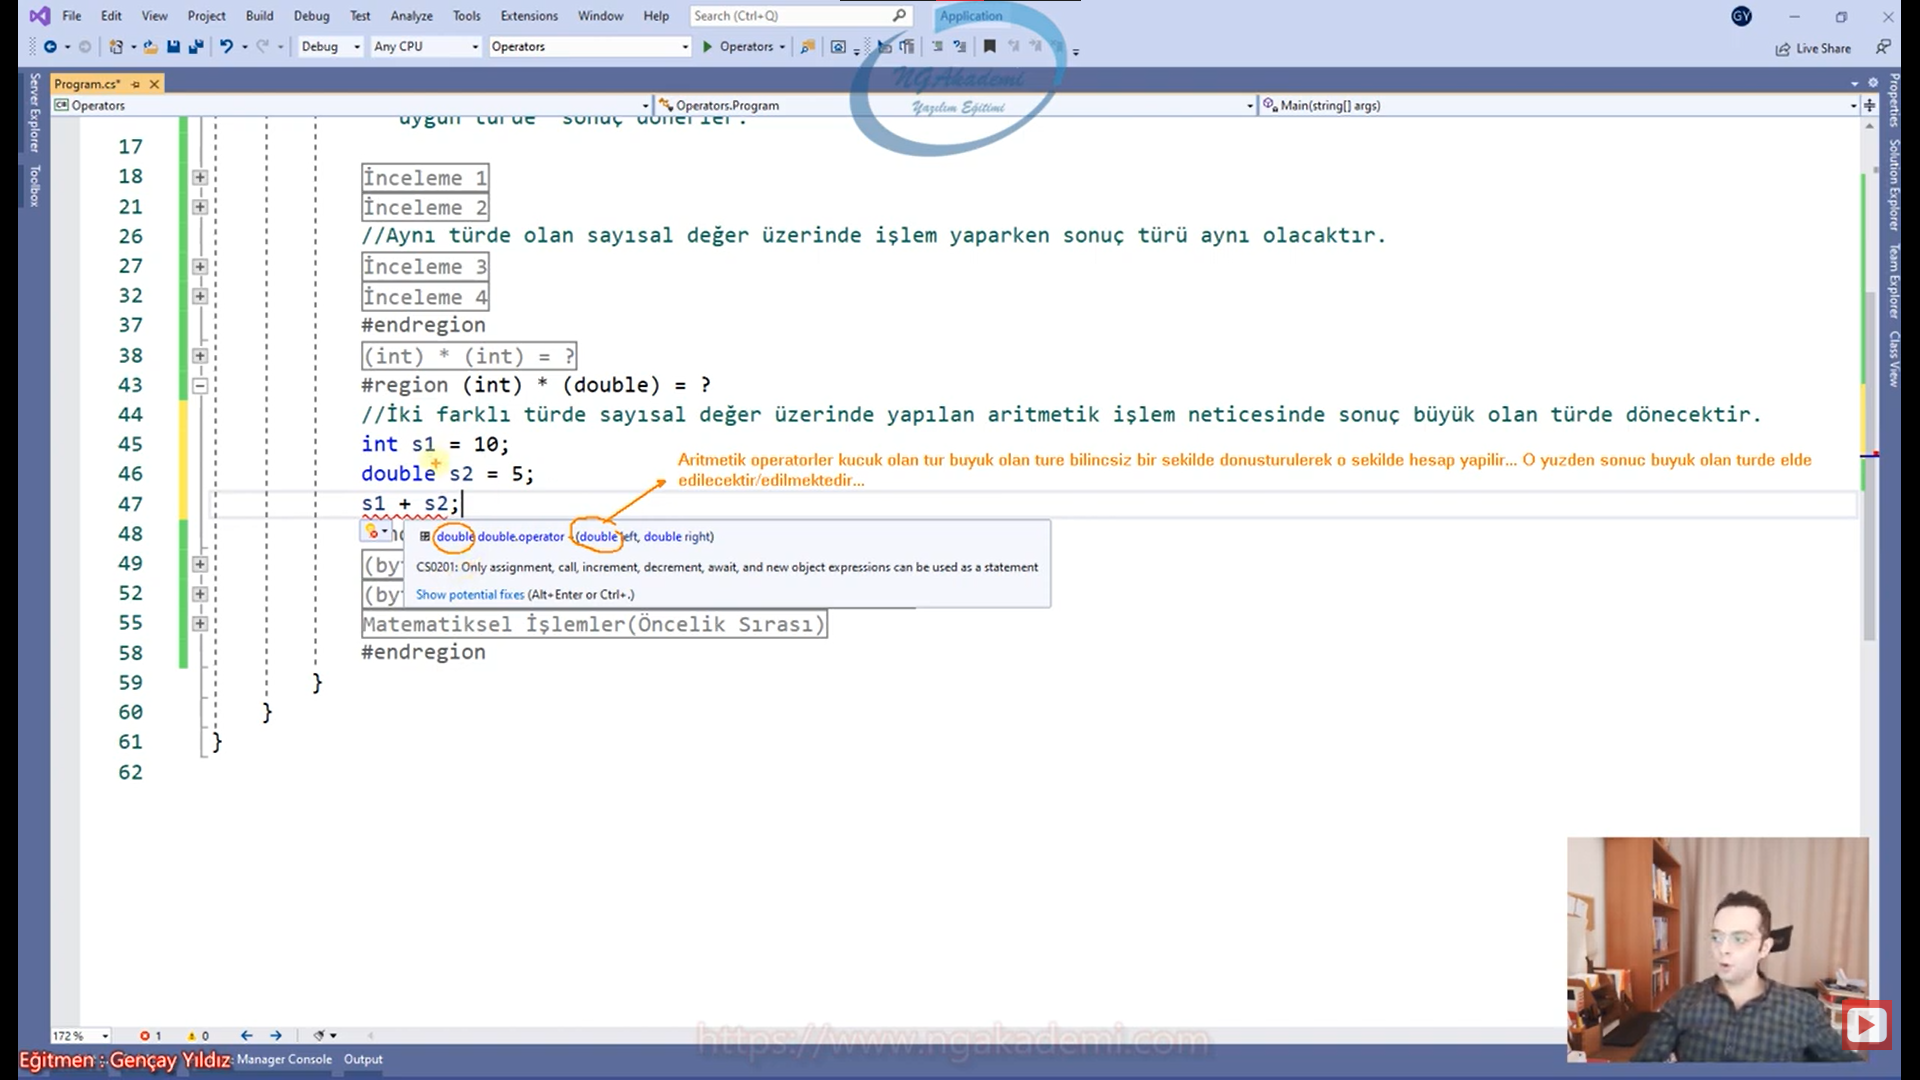 File Edit View Project Build Debug Test Analyze Tools Extensions Window Help Search (Ctrl+Q) Application GY
Debug Any CPU Operators Operators Live Share
NGAkademi
Yazılım Eğitimi
Program.cs*
Operators Operators.Program Main(string[] args)
Server Explorer
Toolbox
Properties
Solution Explorer
Team Explorer
Class View
uygun türde sonuç dönerler.
17
18 İnceleme 1
21 İnceleme 2
26 //Aynı türde olan sayısal değer üzerinde işlem yaparken sonuç türü aynı olacaktır.
27 İnceleme 3
32 İnceleme 4
37 #endregion
38 (int) * (int) = ?
43 #region (int) * (double) = ?
44 //İki farklı türde sayısal değer üzerinde yapılan aritmetik işlem neticesinde sonuç büyük olan türde dönecektir.
45 int s1 = 10;
46 double s2 = 5;
Aritmetik operatorler kucuk olan tur buyuk olan ture bilincsiz bir sekilde donusturulerek o sekilde hesap yapilir... O yuzden sonuc buyuk olan turde elde
edilecektir/edilmektedir...
47 s1 + s2;
48
double double.operator (double left, double right)
49 (by
CS0201: Only assignment, call, increment, decrement, await, and new object expressions can be used as a statement
52 (by
Show potential fixes (Alt+Enter or Ctrl+.)
55 Matematiksel İşlemler(Öncelik Sırası)
58 #endregion
59 }
60 }
61 }
62
172 % 1 0
https://www.ngakademi.com
Eğitmen : Gençay Yıldız Manager Console Output